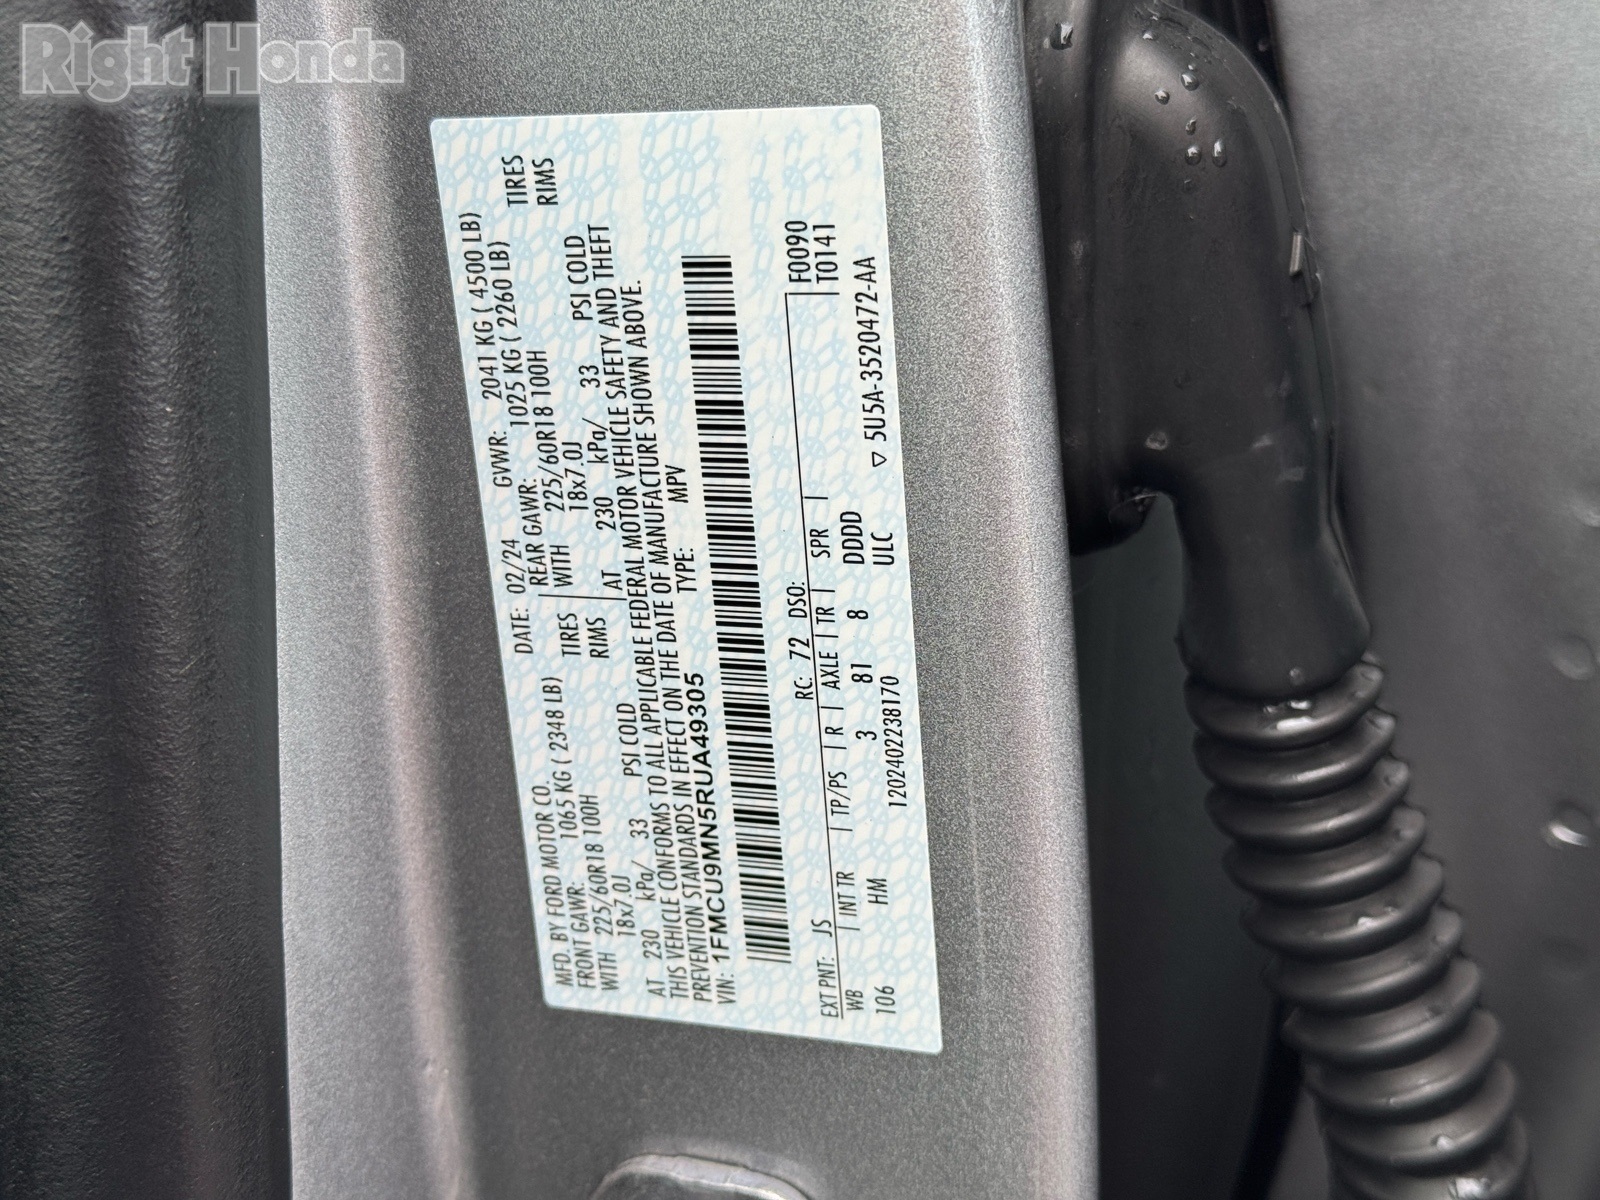 Right Honda
MFD. BY FORD MOTOR CO.
DATE: 02/24 GVWR: 2041 KG ( 4500 LB)
FRONT GAWR: 1065 KG ( 2348 LB)
REAR GAWR: 1025 KG ( 2260 LB)
WITH 225/60R18 100H TIRES
WITH 225/60R18 100H TIRES
18x7.0J RIMS
18x7.0J RIMS
AT 230 kPa/ 33 PSI COLD
AT 230 kPa/ 33 PSI COLD
THIS VEHICLE CONFORMS TO ALL APPLICABLE FEDERAL MOTOR VEHICLE SAFETY AND THEFT
PREVENTION STANDARDS IN EFFECT ON THE DATE OF MANUFACTURE SHOWN ABOVE.
VIN: 1FMCU9MN5RUA49305 TYPE: MPV
EXT PNT: JS RC: 72 DSO: F0090
WB INT TR TP/PS R AXLE TR SPR T0141
106 HM 3 81 8 DDDD ▽ 5U5A-3520472-AA
120240223817​0 ULC